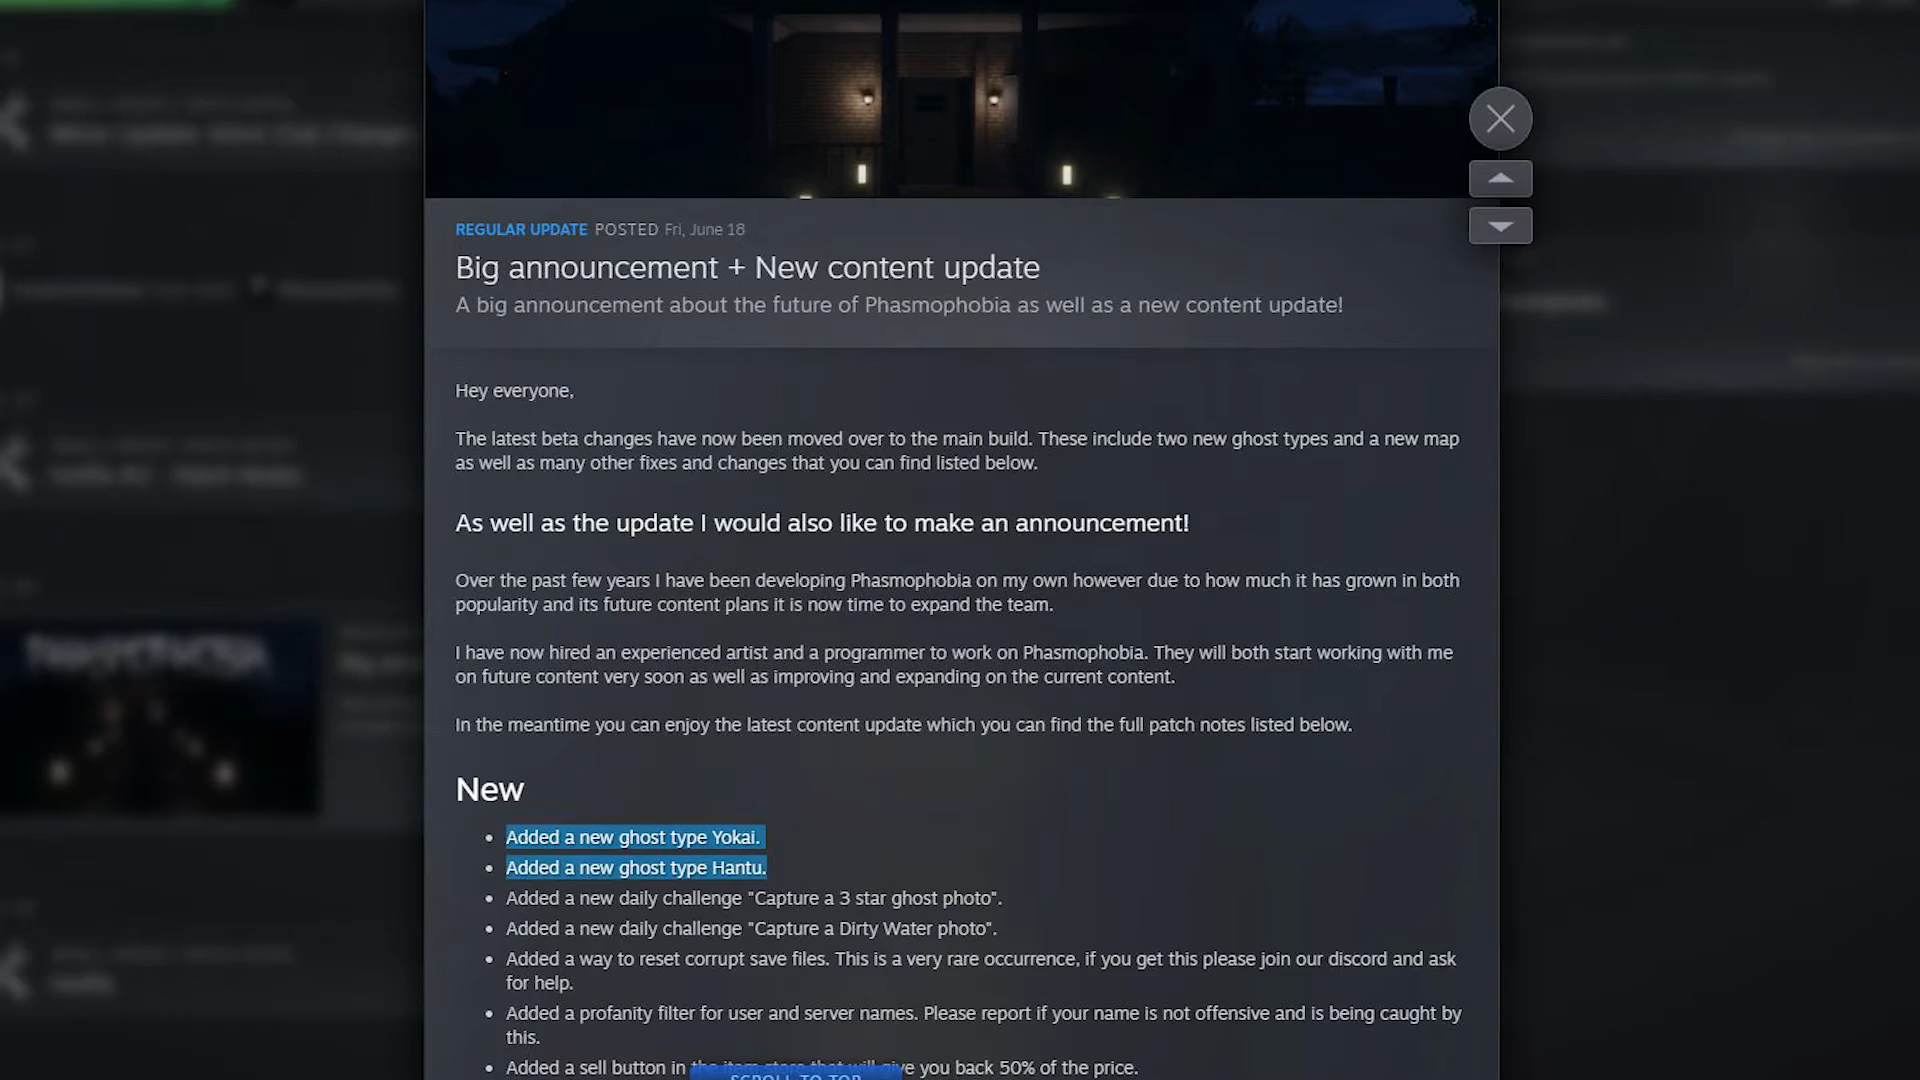 REGULAR UPDATE POSTED Fri, June 18
Big announcement + New content update
A big announcement about the future of Phasmophobia as well as a new content update!
Hey everyone,
The latest beta changes have now been moved over to the main build. These include two new ghost types and a new map
as well as many other fixes and changes that you can find listed below.
As well as the update I would also like to make an announcement!
Over the past few years I have been developing Phasmophobia on my own however due to how much it has grown in both
popularity and its future content plans it is now time to expand the team.
I have now hired an experienced artist and a programmer to work on Phasmophobia. They will both start working with me
on future content very soon as well as improving and expanding on the current content.
In the meantime you can enjoy the latest content update which you can find the full patch notes listed below.
New
• Added a new ghost type Yokai.
• Added a new ghost type Hantu.
• Added a new daily challenge "Capture a 3 star ghost photo".
• Added a new daily challenge "Capture a Dirty Water photo".
• Added a way to reset corrupt save files. This is a very rare occurrence, if you get this please join our discord and ask
for help.
• Added a profanity filter for user and server names. Please report if your name is not offensive and is being caught by
this.
• Added a sell button in the item store that will give you back 50% of the price.
SCROLL TO TOP